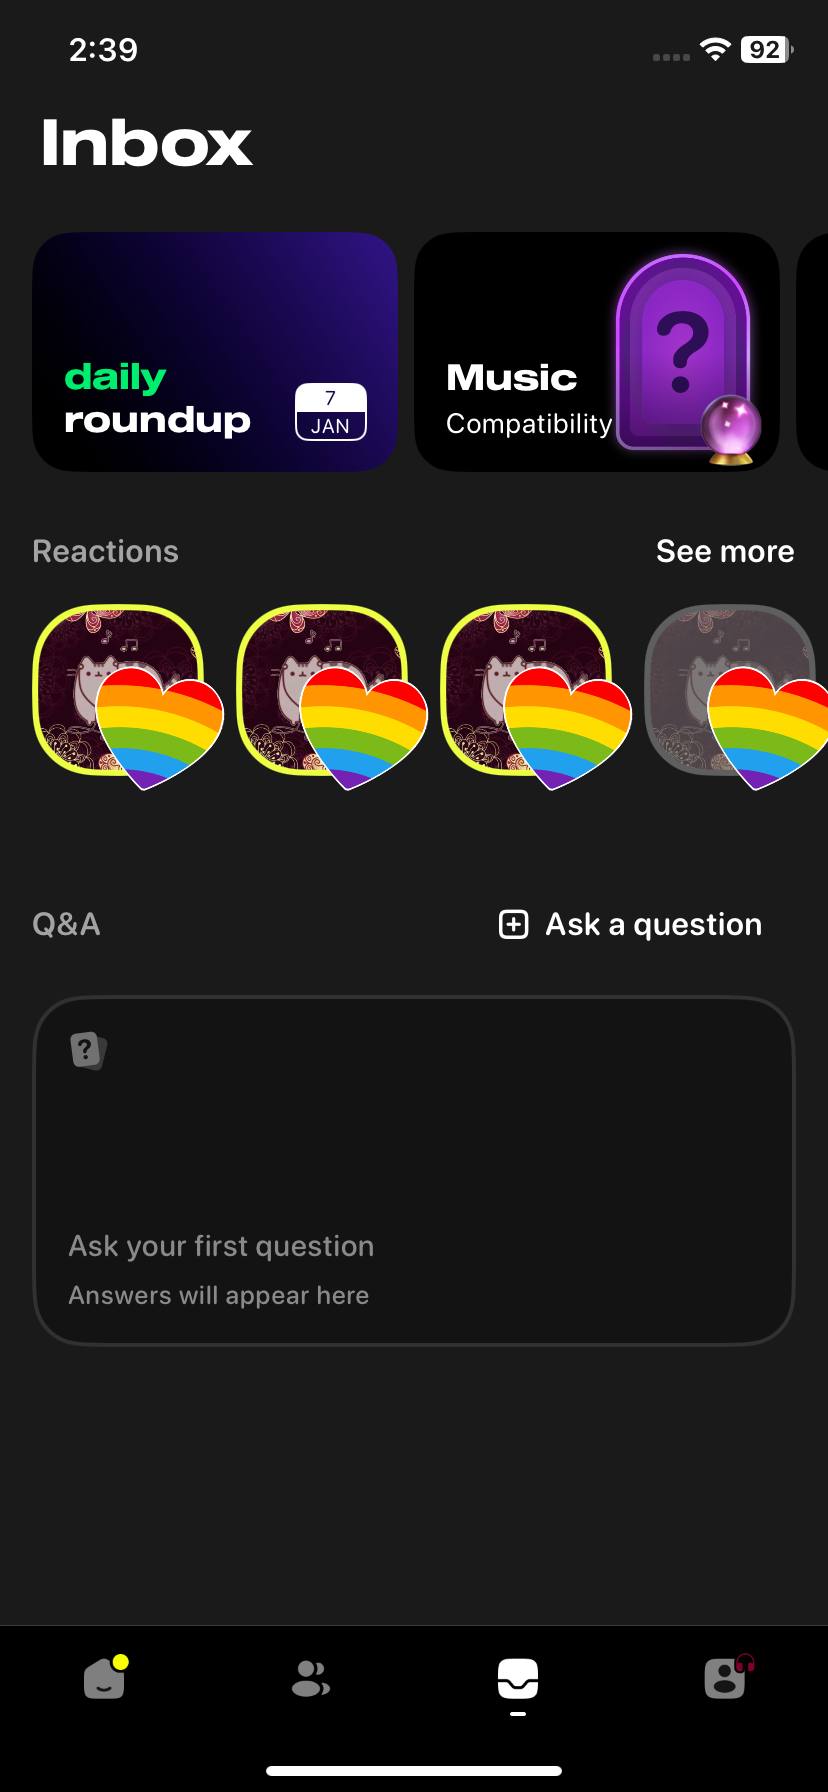 2:39
92
Inbox
daily
roundup
7
JAN
Music
Compatibility
?
Reactions
See more
Q&A
Ask a question
?
Ask your first question
Answers will appear here